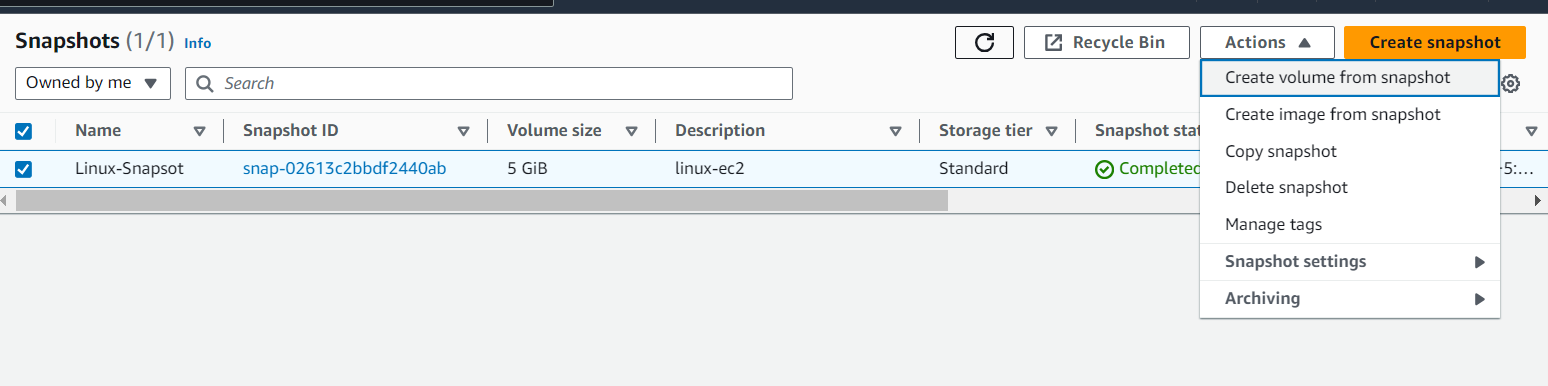 Snapshots (1/1) Info
Recycle Bin
Actions
Create snapshot
Owned by me
Search
Create volume from snapshot
Create image from snapshot
Copy snapshot
Delete snapshot
Manage tags
Snapshot settings
Archiving
Name Snapshot ID Volume size Description Storage tier Snapshot stat
Linux-Snapsot snap-02613c2bbdf2440ab 5 GiB linux-ec2 Standard Completed